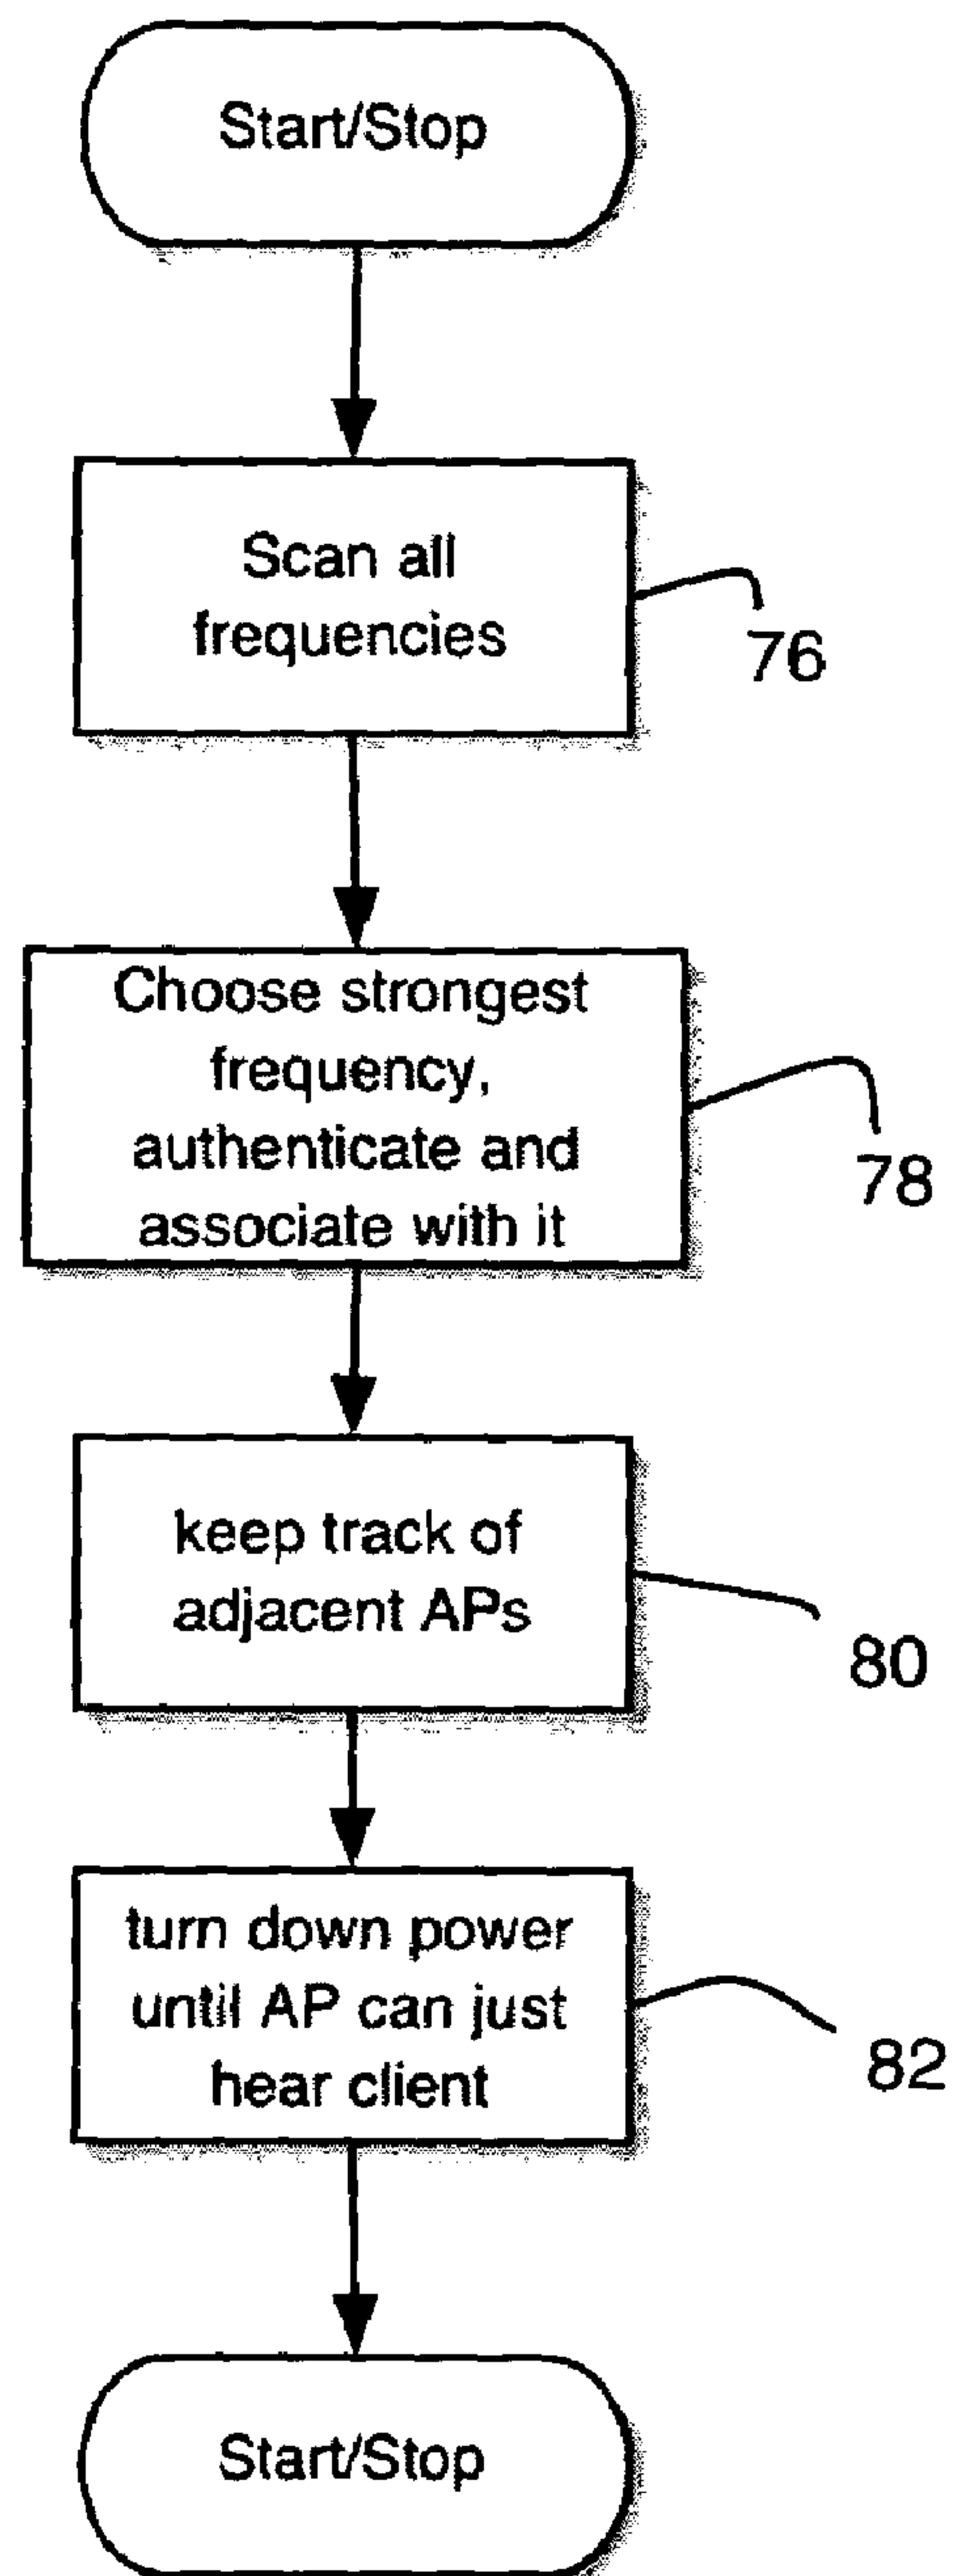 Start/Stop
Scan all
frequencies
76
Choose strongest
frequency,
authenticate and
associate with it
78
keep track of
adjacent APs
80
turn down power
until AP can just
hear client
82
Start/Stop